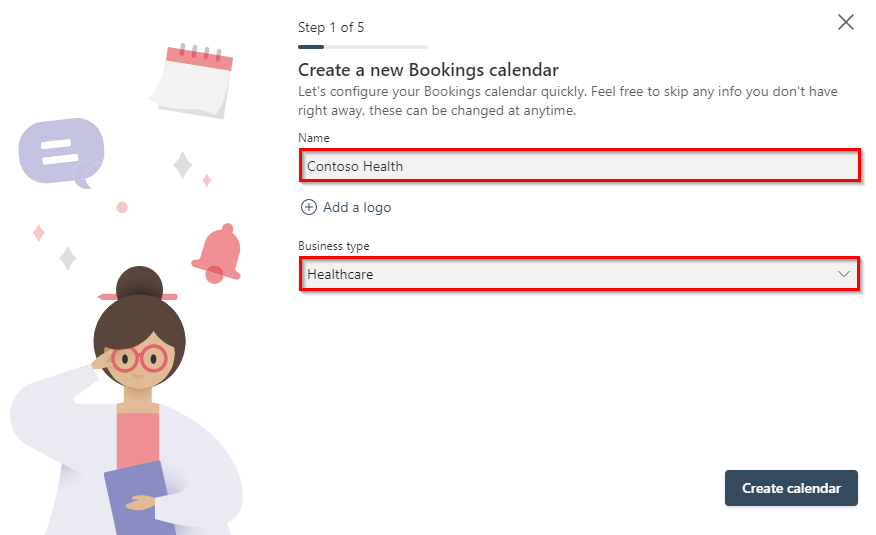 Step 1 of 5
Create a new Bookings calendar
Let's configure your Bookings calendar quickly. Feel free to skip any info you don't have
right away, these can be changed at anytime.
Name
Contoso Health
Add a logo
Business type
Healthcare
Create calendar